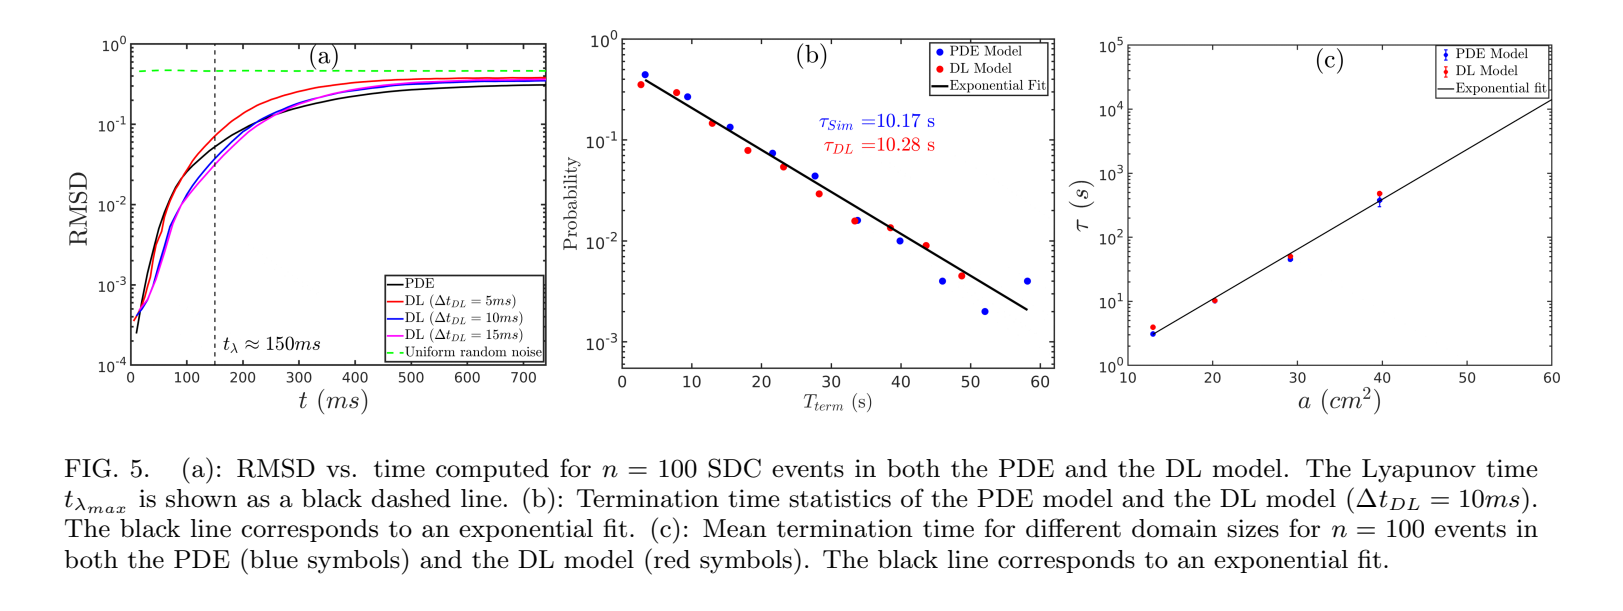 (a)
10^0
10^-1
10^-2
10^-3
10^-4
RMSD
0 100 200 300 400 500 600 700
t (ms)
t_λ ≈ 150ms
PDE
DL (Δt_DL = 5ms)
DL (Δt_DL = 10ms)
DL (Δt_DL = 15ms)
Uniform random noise
(b)
10^0
10^-1
10^-2
10^-3
Probability
0 10 20 30 40 50 60
T_term (s)
PDE Model
DL Model
Exponential Fit
τ_Sim =10.17 s
τ_DL =10.28 s
(c)
10^5
10^4
10^3
10^2
10^1
10^0
τ (s)
10 20 30 40 50 60
a (cm^2)
PDE Model
DL Model
Exponential fit
FIG. 5. (a): RMSD vs. time computed for n = 100 SDC events in both the PDE and the DL model. The Lyapunov time
t_λ_max is shown as a black dashed line. (b): Termination time statistics of the PDE model and the DL model (Δt_DL = 10ms).
The black line corresponds to an exponential fit. (c): Mean termination time for different domain sizes for n = 100 events in
both the PDE (blue symbols) and the DL model (red symbols). The black line corresponds to an exponential fit.